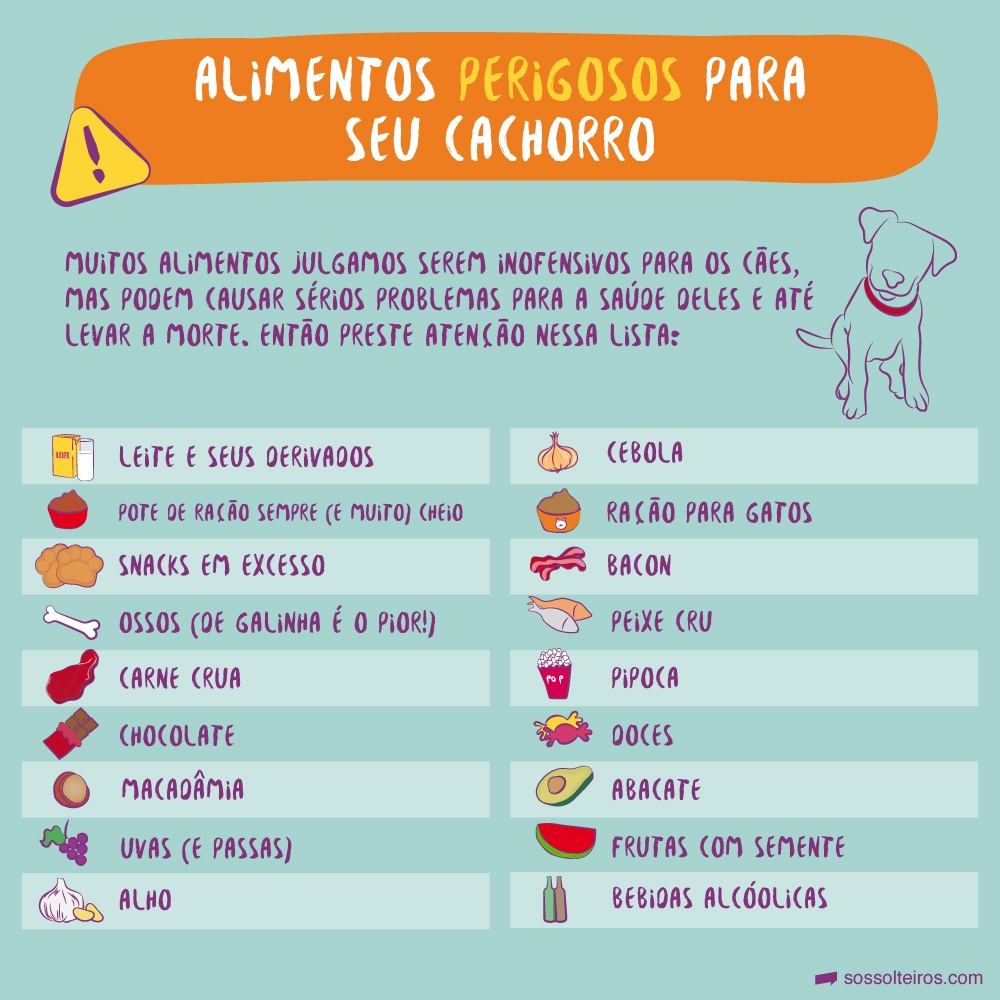 ALIMENTOS PERIGOSOS PARA
SEU CACHORRO
MUITOS ALIMENTOS JULGAMOS SEREM INOFENSIVOS PARA OS CÃES,
MAS PODEM CAUSAR SÉRIOS PROBLEMAS PARA A SAÚDE DELES E ATÉ
LEVAR A MORTE. ENTÃO PRESTE ATENÇÃO NESSA LISTA:
LEITE
LEITE E SEUS DERIVADOS
POTE DE RAÇÃO SEMPRE (E MUITO) CHEIO
SNACKS EM EXCESSO
OSSOS (DE GALINHA É O PIOR!)
CARNE CRUA
CHOCOLATE
MACADÂMIA
UVAS (E PASSAS)
ALHO
CEBOLA
RAÇÃO PARA GATOS
BACON
PEIXE CRU
POP
PIPOCA
DOCES
ABACATE
FRUTAS COM SEMENTE
BEBIDAS ALCÓOLICAS
sossolteiros.com